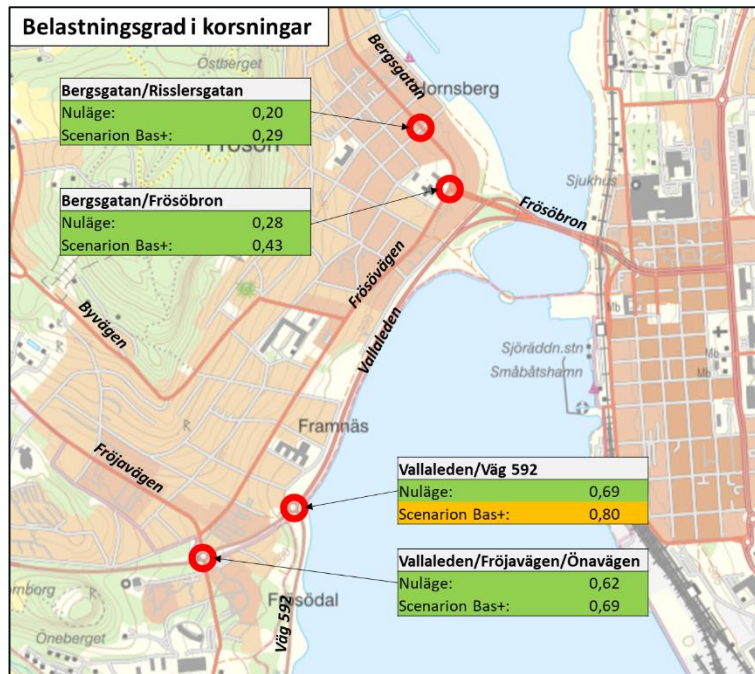 Belastningsgrad i korsningar
Östberget
Bergsgatan
Hornsberg
Bergsgatan/Risslersgatan
Nuläge: 0,20
Scenarion Bas+: 0,29
Frösön
Sjukhus
Bergsgatan/Frösöbron
Nuläge: 0,28
Scenarion Bas+: 0,43
Frösöbron
Frösövägen
Vallaleden
Byvägen
R
Mb
Sjöräddn.stn
Småbåtshamn
Mb
R
Framnäs
Fröjavägen
Vallaleden/Väg 592
Nuläge: 0,69
Scenarion Bas+: 0,80
Vallaleden/Fröjavägen/Önavägen
Nuläge: 0,62
Scenarion Bas+: 0,69
Frösödal
Väg 592
Öneberget
R